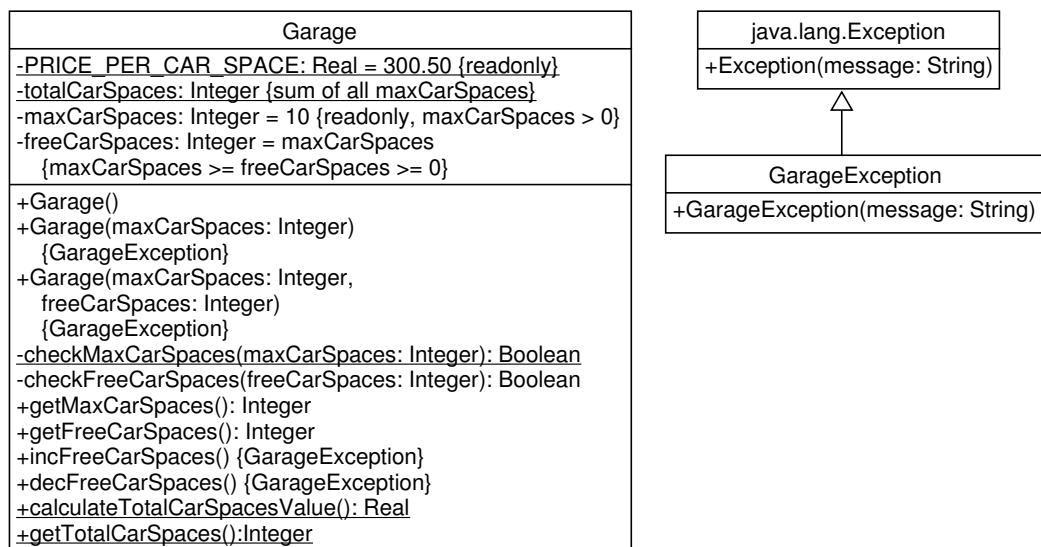 Garage
-PRICE_PER_CAR_SPACE: Real = 300.50 {readonly}
-totalCarSpaces: Integer {sum of all maxCarSpaces}
-maxCarSpaces: Integer = 10 {readonly, maxCarSpaces > 0}
-freeCarSpaces: Integer = maxCarSpaces
{maxCarSpaces >= freeCarSpaces >= 0}
+Garage()
+Garage(maxCarSpaces: Integer)
{GarageException}
+Garage(maxCarSpaces: Integer,
freeCarSpaces: Integer)
{GarageException}
-checkMaxCarSpaces(maxCarSpaces: Integer): Boolean
-checkFreeCarSpaces(freeCarSpaces: Integer): Boolean
+getMaxCarSpaces(): Integer
+getFreeCarSpaces(): Integer
+incFreeCarSpaces() {GarageException}
+decFreeCarSpaces() {GarageException}
+calculateTotalCarSpacesValue(): Real
+getTotalCarSpaces():Integer
java.lang.Exception
+Exception(message: String)
GarageException
+GarageException(message: String)